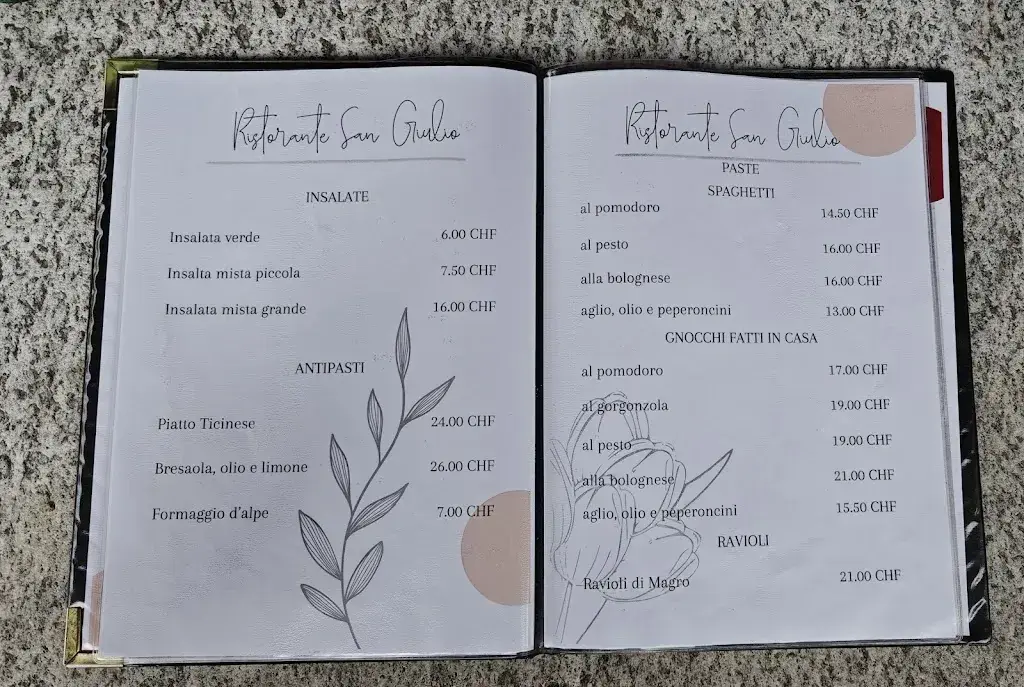 Ristorante San Giulio
INSALATE
Insalata verde 6.00 CHF
Insalta mista piccola 7.50 CHF
Insalata mista grande 16.00 CHF
ANTIPASTI
Piatto Ticinese 24.00 CHF
Bresaola, olio e limone 26.00 CHF
Formaggio d'alpe 7.00 CHF
Ristorante San Giulio
PASTE
SPAGHETTI
al pomodoro 14.50 CHF
al pesto 16.00 CHF
alla bolognese 16.00 CHF
aglio, olio e peperoncini 13.00 CHF
GNOCCHI FATTI IN CASA
al pomodoro 17.00 CHF
al gorgonzola 19.00 CHF
al pesto 19.00 CHF
alla bolognese 21.00 CHF
aglio, olio e peperoncini 15.50 CHF
RAVIOLI
Ravioli di Magro 21.00 CHF